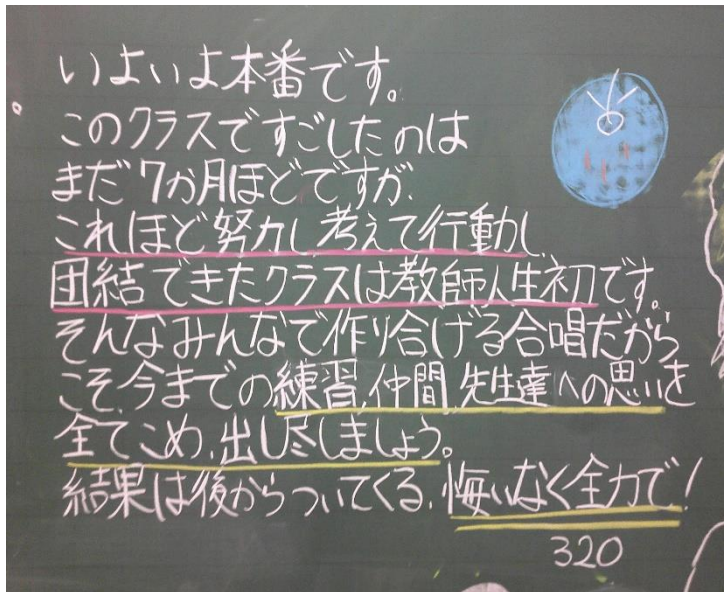 いよいよ本番です。
このクラスですごしたのは
まだ7か月ほどですが、
これほど努力し考えて行動し、
団結できたクラスは教師人生初です。
そんなみんなで作り合げる合唱だから
こそ、今までの練習、仲間、先生達への思いを
全てこめ、出し尽しましょう。
結果は後からついてくる、悔いなく全力で!
320